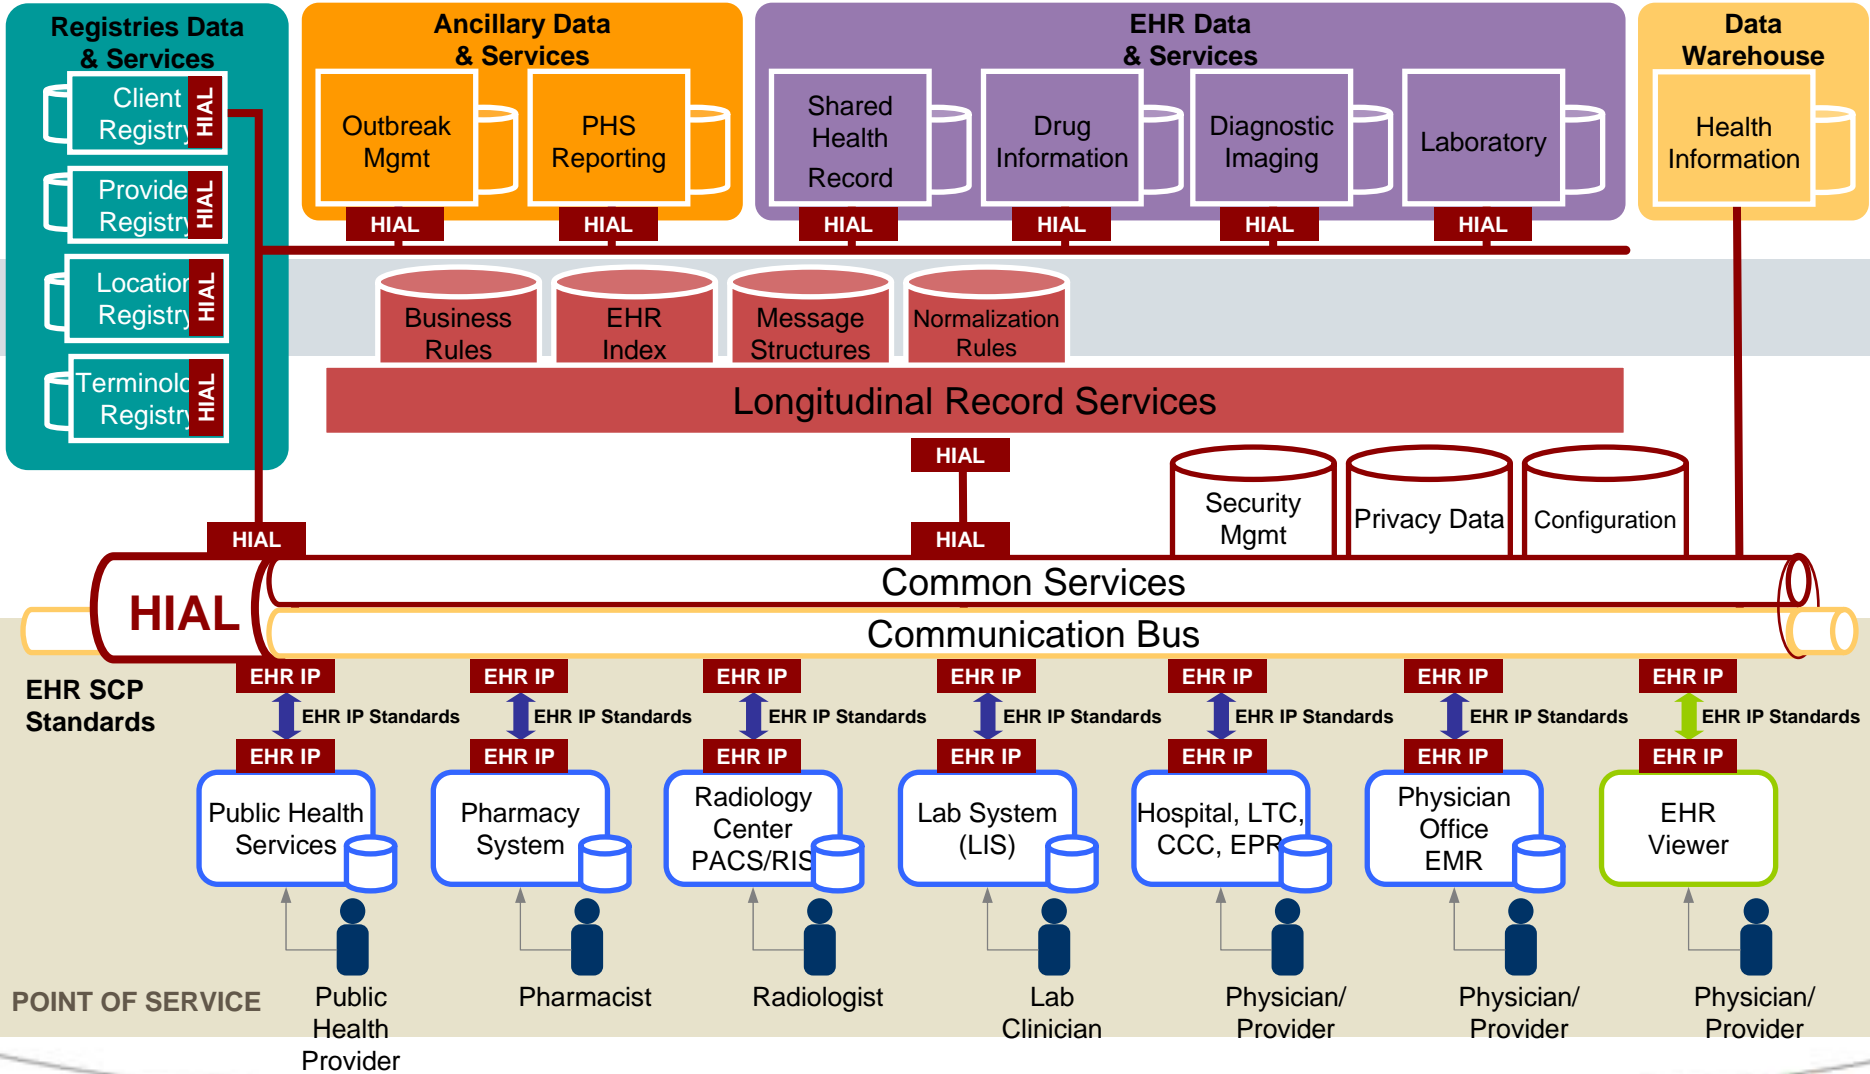 Registries Data
& Services
Client
Registry
HIAL
Provide
Registry
HIAL
Location
Registry
HIAL
Terminolo
Registry
HIAL
Ancillary Data
& Services
Outbreak
Mgmt
PHS
Reporting
HIAL
HIAL
EHR Data
& Services
Shared
Health
Record
Drug
Information
Diagnostic
Imaging
Laboratory
HIAL
HIAL
HIAL
HIAL
Data
Warehouse
Health
Information
Business
Rules
EHR
Index
Message
Structures
Normalization
Rules
Longitudinal Record Services
HIAL
Security
Mgmt
Privacy Data
Configuration
HIAL
HIAL
HIAL
Common Services
Communication Bus
EHR SCP
Standards
EHR IP
EHR IP
EHR IP
EHR IP
EHR IP
EHR IP
EHR IP
EHR IP Standards
EHR IP Standards
EHR IP Standards
EHR IP Standards
EHR IP Standards
EHR IP Standards
EHR IP Standards
EHR IP
EHR IP
EHR IP
EHR IP
EHR IP
EHR IP
EHR IP
Public Health
Services
Pharmacy
System
Radiology
Center
PACS/RIS
Lab System
(LIS)
Hospital, LTC,
CCC, EPR
Physician
Office
EMR
EHR
Viewer
POINT OF SERVICE
Public
Health
Provider
Pharmacist
Radiologist
Lab
Clinician
Physician/
Provider
Physician/
Provider
Physician/
Provider